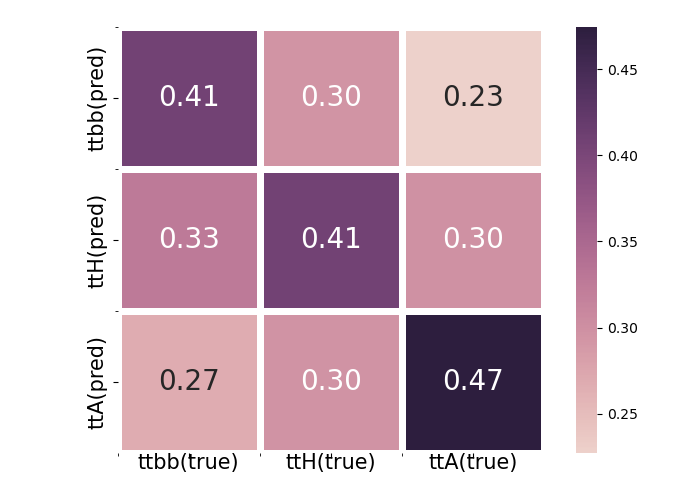 ttbb(pred)
0.41 0.30 0.23
ttH(pred)
0.33 0.41 0.30
ttA(pred)
0.27 0.30 0.47
ttbb(true) ttH(true) ttA(true)
0.45
0.40
0.35
0.30
0.25